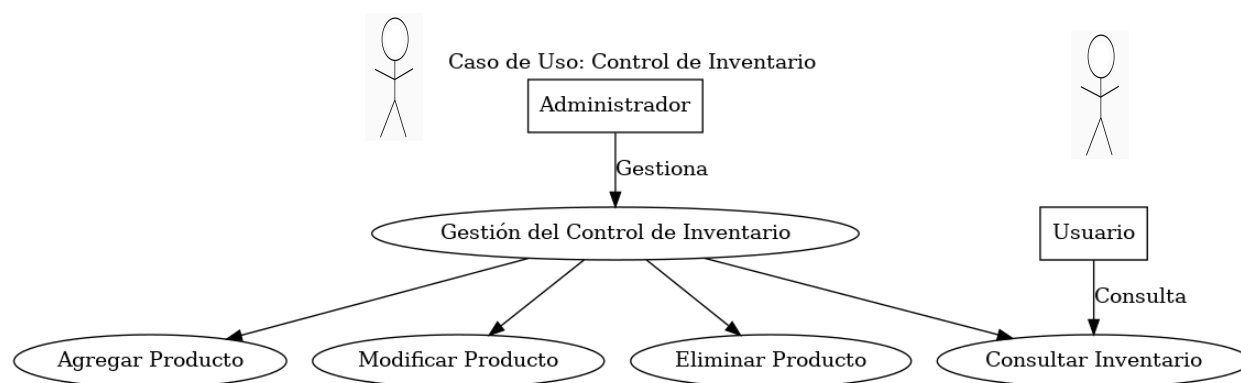 Caso de Uso: Control de Inventario
Administrador
Gestiona
Gestión del Control de Inventario
Usuario
Consulta
Agregar Producto
Modificar Producto
Eliminar Producto
Consultar Inventario